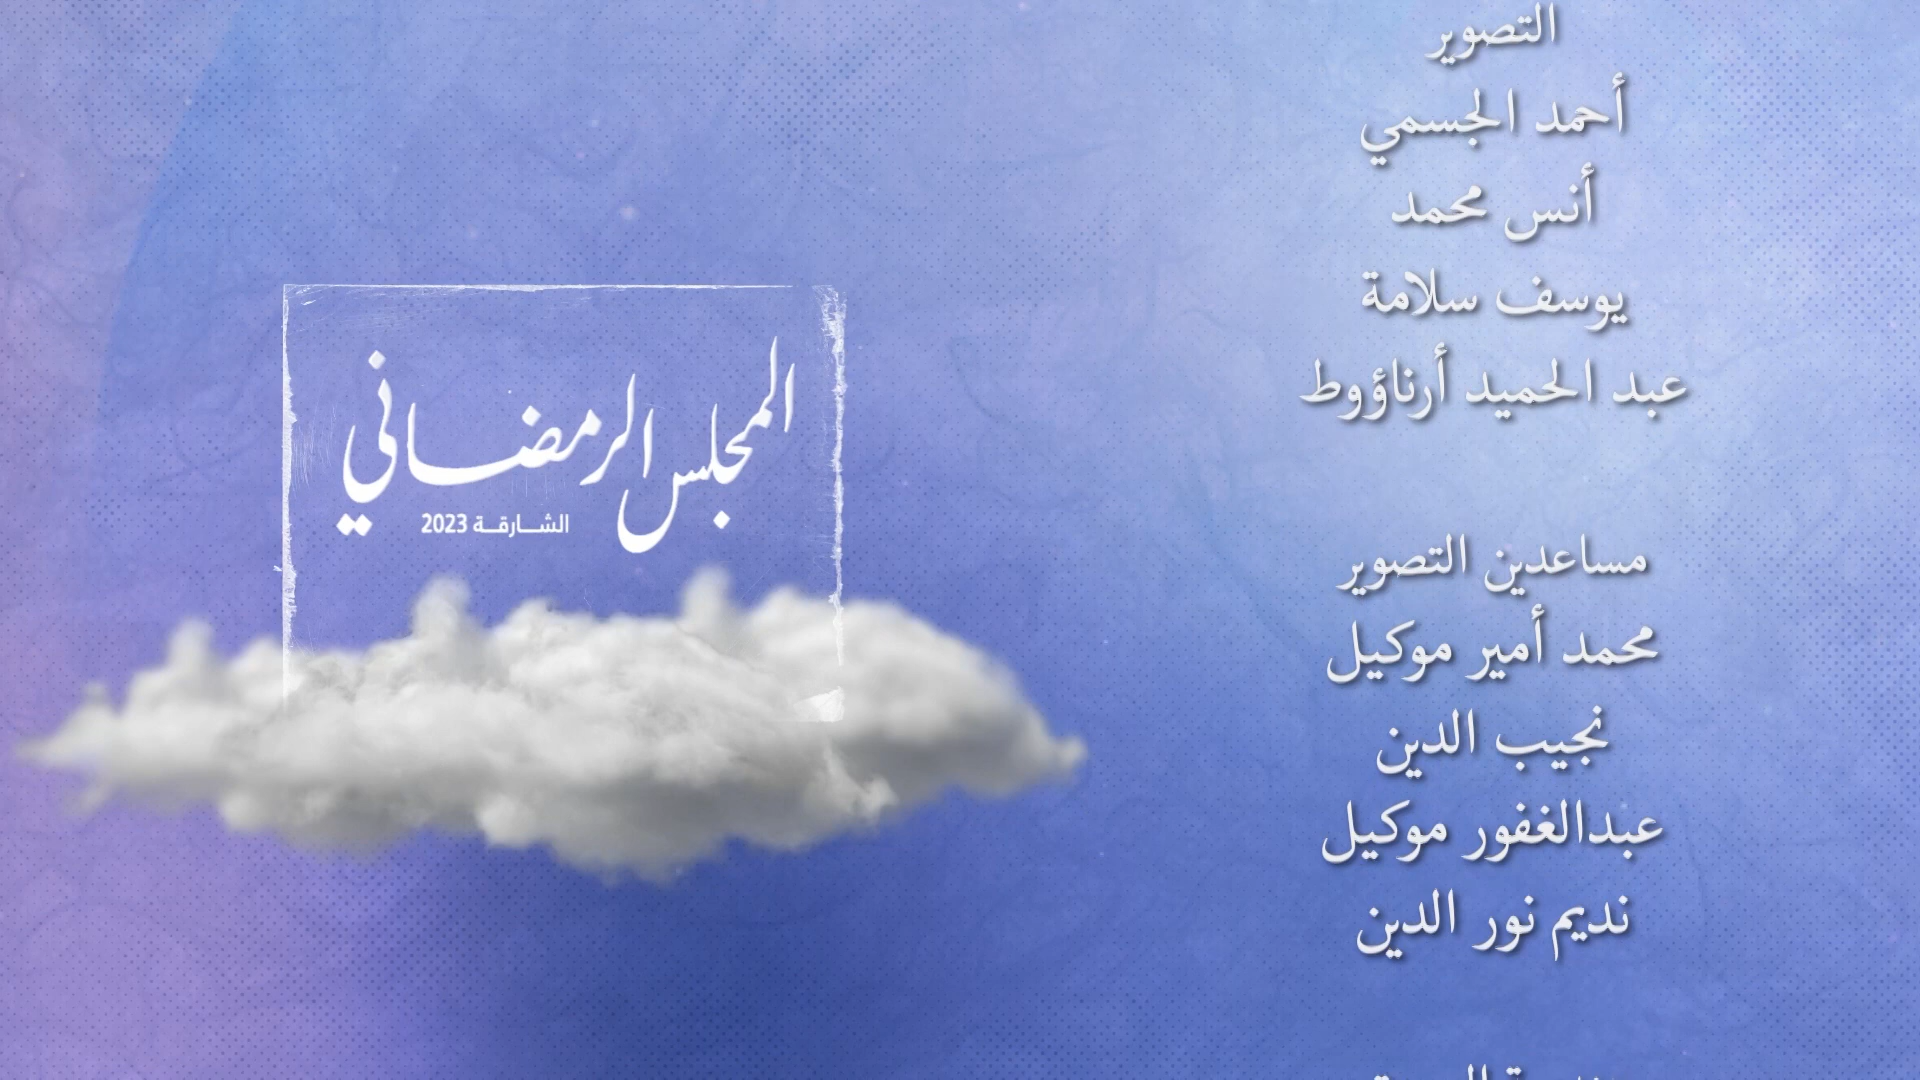 المجلس الرمضاني
الشارقة 2023
التصوير
أحمد الجسمي
أنس محمد
يوسف سلامة
عبد الحميد أرناؤوط
مساعدين التصوير
محمد أمير موكيل
نجيب الدين
عبدالغفور موكيل
نديم نور الدين